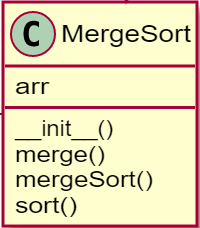 C MergeSort
arr
__init__()
merge()
mergeSort()
sort()